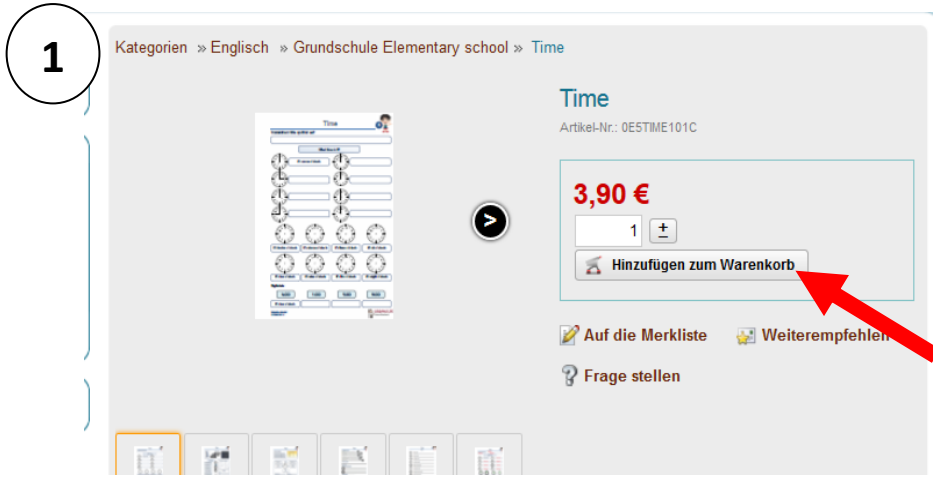 1
Kategorien » Englisch » Grundschule Elementary school » Time
Time
Time
Artikel-Nr.: 0E5TIME101C
3,90 €
1 ±
>
Hinzufügen zum Warenkorb
Auf die Merkliste
Weiterempfehlen
Frage stellen